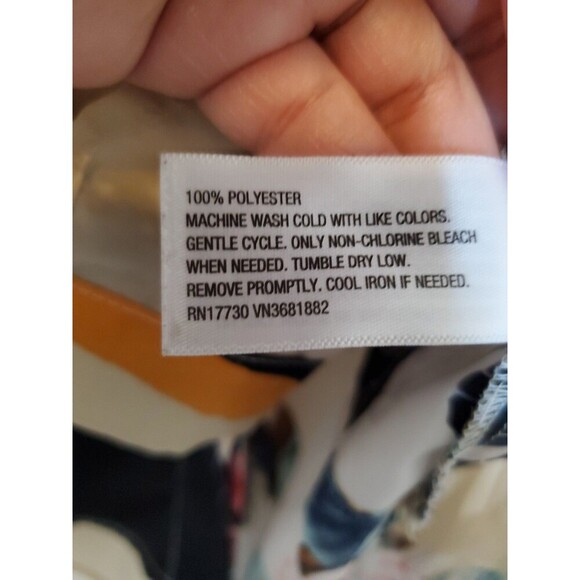 100% POLYESTER
MACHINE WASH COLD WITH LIKE COLORS.
GENTLE CYCLE. ONLY NON-CHLORINE BLEACH
WHEN NEEDED. TUMBLE DRY LOW.
REMOVE PROMPTLY. COOL IRON IF NEEDED.
RN17730 VN3681882